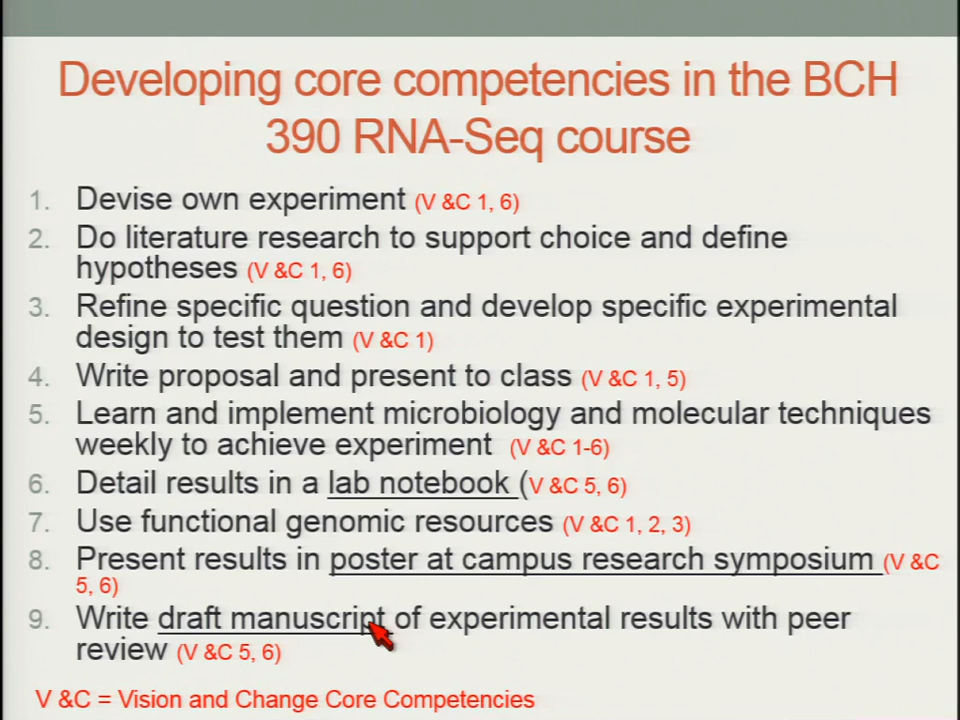 Developing core competencies in the BCH
390 RNA-Seq course
1. Devise own experiment (V &C 1, 6)
2. Do literature research to support choice and define
hypotheses (V &C 1, 6)
3. Refine specific question and develop specific experimental
design to test them (V &C 1)
4. Write proposal and present to class (V &C 1, 5)
5. Learn and implement microbiology and molecular techniques
weekly to achieve experiment (V &C 1-6)
6. Detail results in a lab notebook (V &C 5, 6)
7. Use functional genomic resources (V &C 1, 2, 3)
8. Present results in poster at campus research symposium (V &C
5, 6)
9. Write draft manuscript of experimental results with peer
review (V &C 5, 6)
V &C = Vision and Change Core Competencies